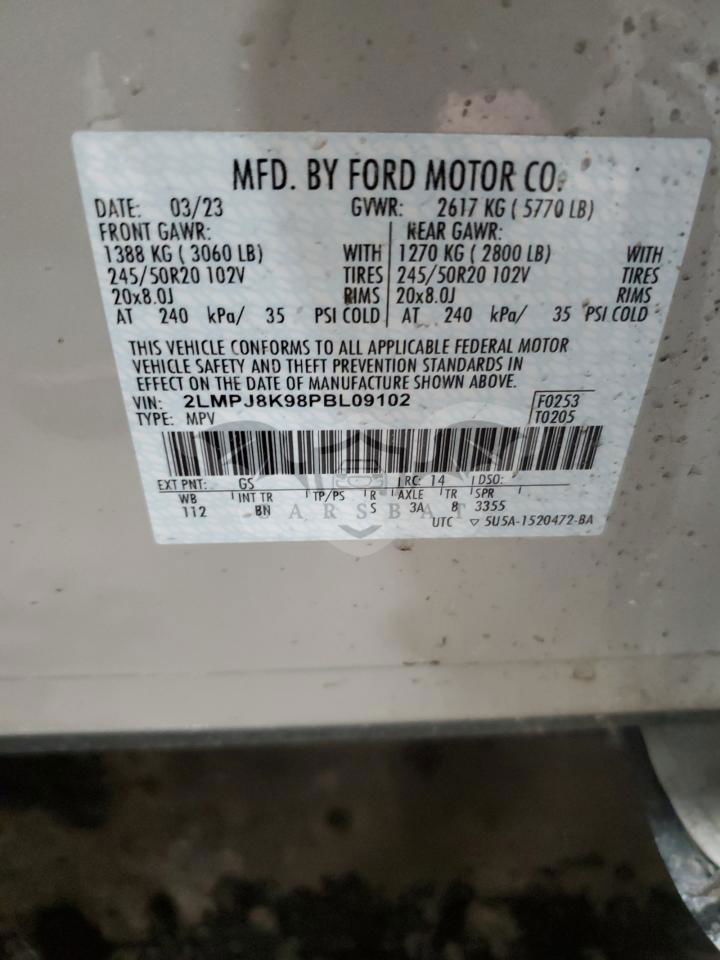 MFD. BY FORD MOTOR CO.
DATE: 03/23 GVWR: 2617 KG ( 5770 LB)
FRONT GAWR: REAR GAWR:
1388 KG ( 3060 LB) WITH 1270 KG ( 2800 LB) WITH
245/50R20 102V TIRES 245/50R20 102V TIRES
20x8.0J RIMS 20x8.0J RIMS
AT 240 kPa/ 35 PSI COLD AT 240 kPa/ 35 PSI COLD
THIS VEHICLE CONFORMS TO ALL APPLICABLE FEDERAL MOTOR
VEHICLE SAFETY AND THEFT PREVENTION STANDARDS IN
EFFECT ON THE DATE OF MANUFACTURE SHOWN ABOVE.
VIN: 2LMPJ8K98PBL09102 F0253
TYPE: MPV T0205
EXT PNT: GS RC: 14 DSO:
WB INT TR TP/PS R AXLE TR SPR
112 BN S 3A 8 3355
CARSBAT
UTC ▽ 5U5A-1520472-BA